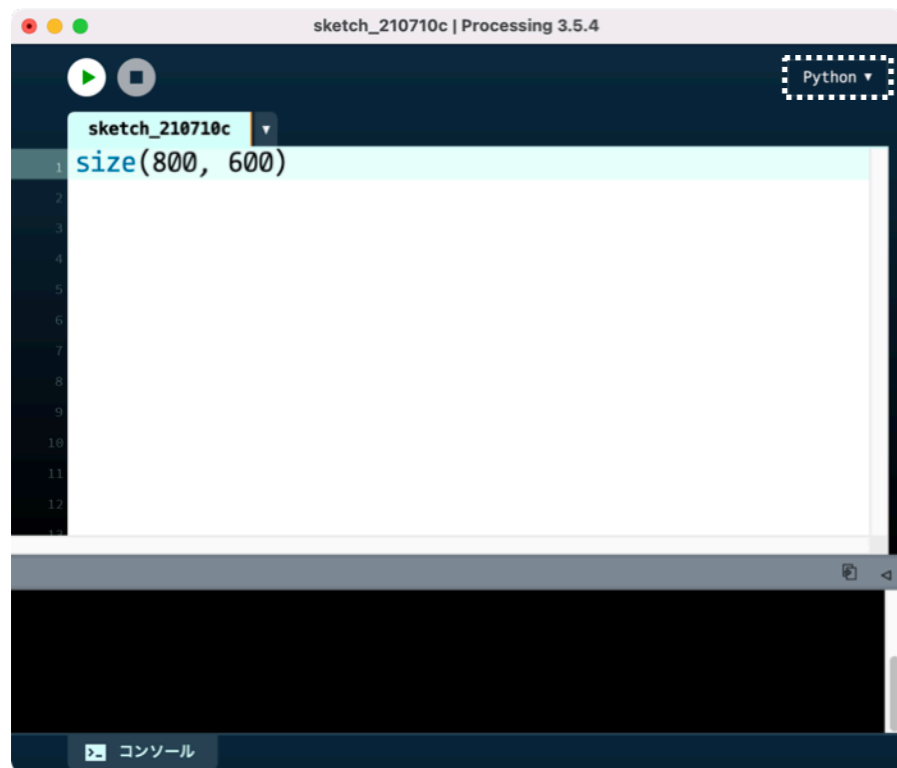 sketch_210710c | Processing 3.5.4
Python ▼
sketch_210710c ▼
1 size(800, 600)
2
3
4
5
6
7
8
9
10
11
12
13
>_ コンソール